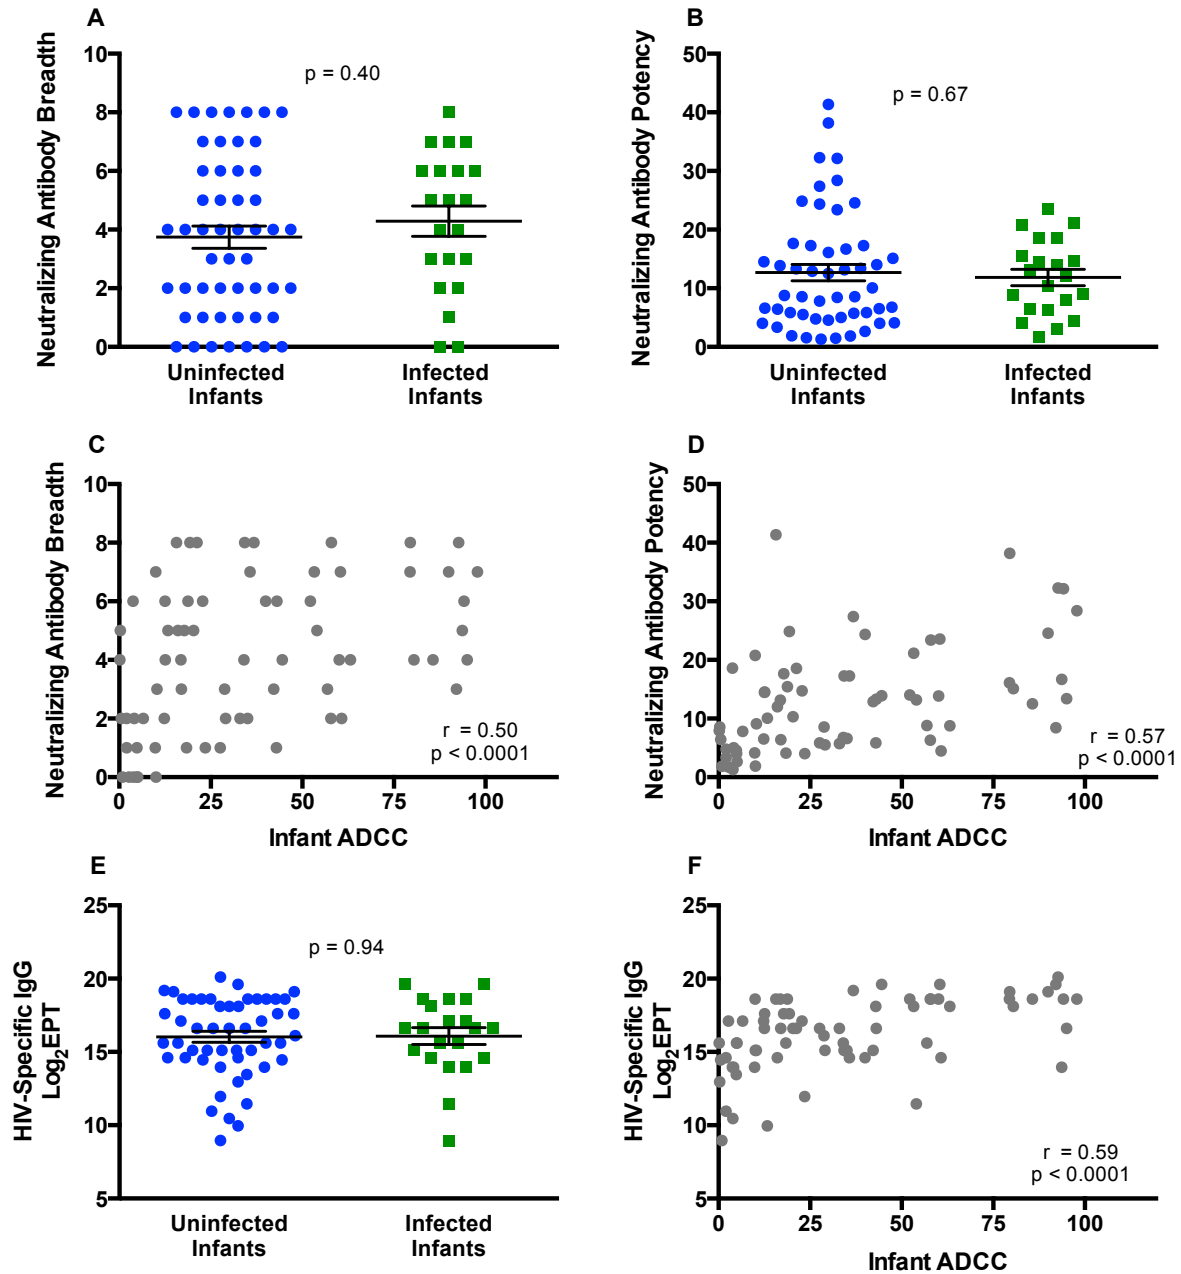 A
Neutralizing Antibody Breadth
10
8
6
4
2
0
p = 0.40
Uninfected
Infants
Infected
Infants
B
Neutralizing Antibody Potency
50
40
30
20
10
0
p = 0.67
Uninfected
Infants
Infected
Infants
C
Neutralizing Antibody Breadth
10
8
6
4
2
0
r = 0.50
p < 0.0001
0 25 50 75 100
Infant ADCC
D
Neutralizing Antibody Potency
50
40
30
20
10
0
r = 0.57
p < 0.0001
0 25 50 75 100
Infant ADCC
E
HIV-Specific IgG
Log₂EPT
25
20
15
10
5
p = 0.94
Uninfected
Infants
Infected
Infants
F
HIV-Specific IgG
Log₂EPT
25
20
15
10
5
r = 0.59
p < 0.0001
0 25 50 75 100
Infant ADCC